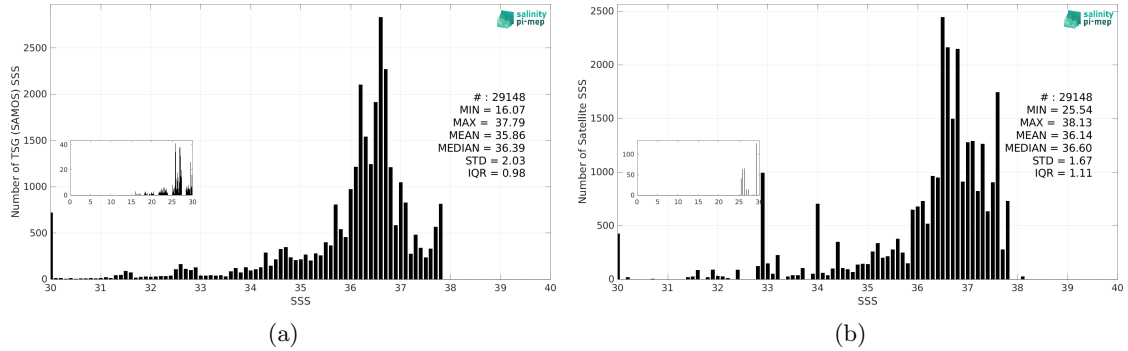 salinity
pi-mep
Number of TSG (SAMOS) SSS
2500
2000
1500
1000
500
0
# : 29148
MIN = 16.07
MAX = 37.79
MEAN = 35.86
MEDIAN = 36.39
STD = 2.03
IQR = 0.98
40
20
0
0 5 10 15 20 25 30
30 31 32 33 34 35 36 37 38 39 40
SSS
(a)
salinity
pi-mep
Number of Satellite SSS
2500
2000
1500
1000
500
0
# : 29148
MIN = 25.54
MAX = 38.13
MEAN = 36.14
MEDIAN = 36.60
STD = 1.67
IQR = 1.11
100
50
0
0 5 10 15 20 25 30
30 31 32 33 34 35 36 37 38 39 40
SSS
(b)